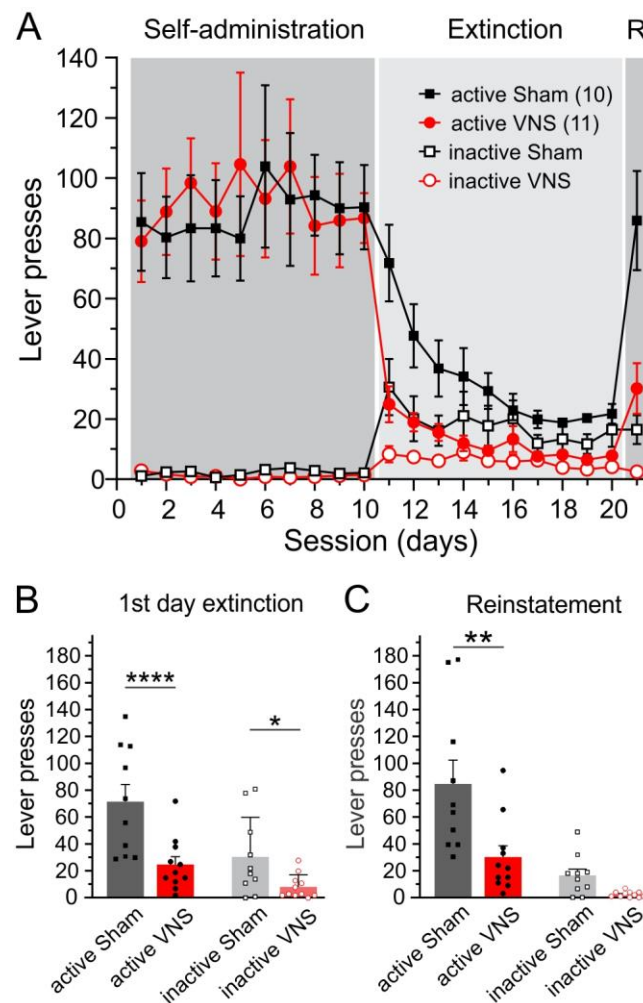 A
Self-administration
Extinction
R
140
120
100
80
60
40
20
0
Lever presses
active Sham (10)
active VNS (11)
inactive Sham
inactive VNS
0 2 4 6 8 10 12 14 16 18 20
Session (days)
B
1st day extinction
180
160
140
120
100
80
60
40
20
0
Lever presses
****
*
active Sham
active VNS
inactive Sham
inactive VNS
C
Reinstatement
180
160
140
120
100
80
60
40
20
0
Lever presses
**
active Sham
active VNS
inactive Sham
inactive VNS